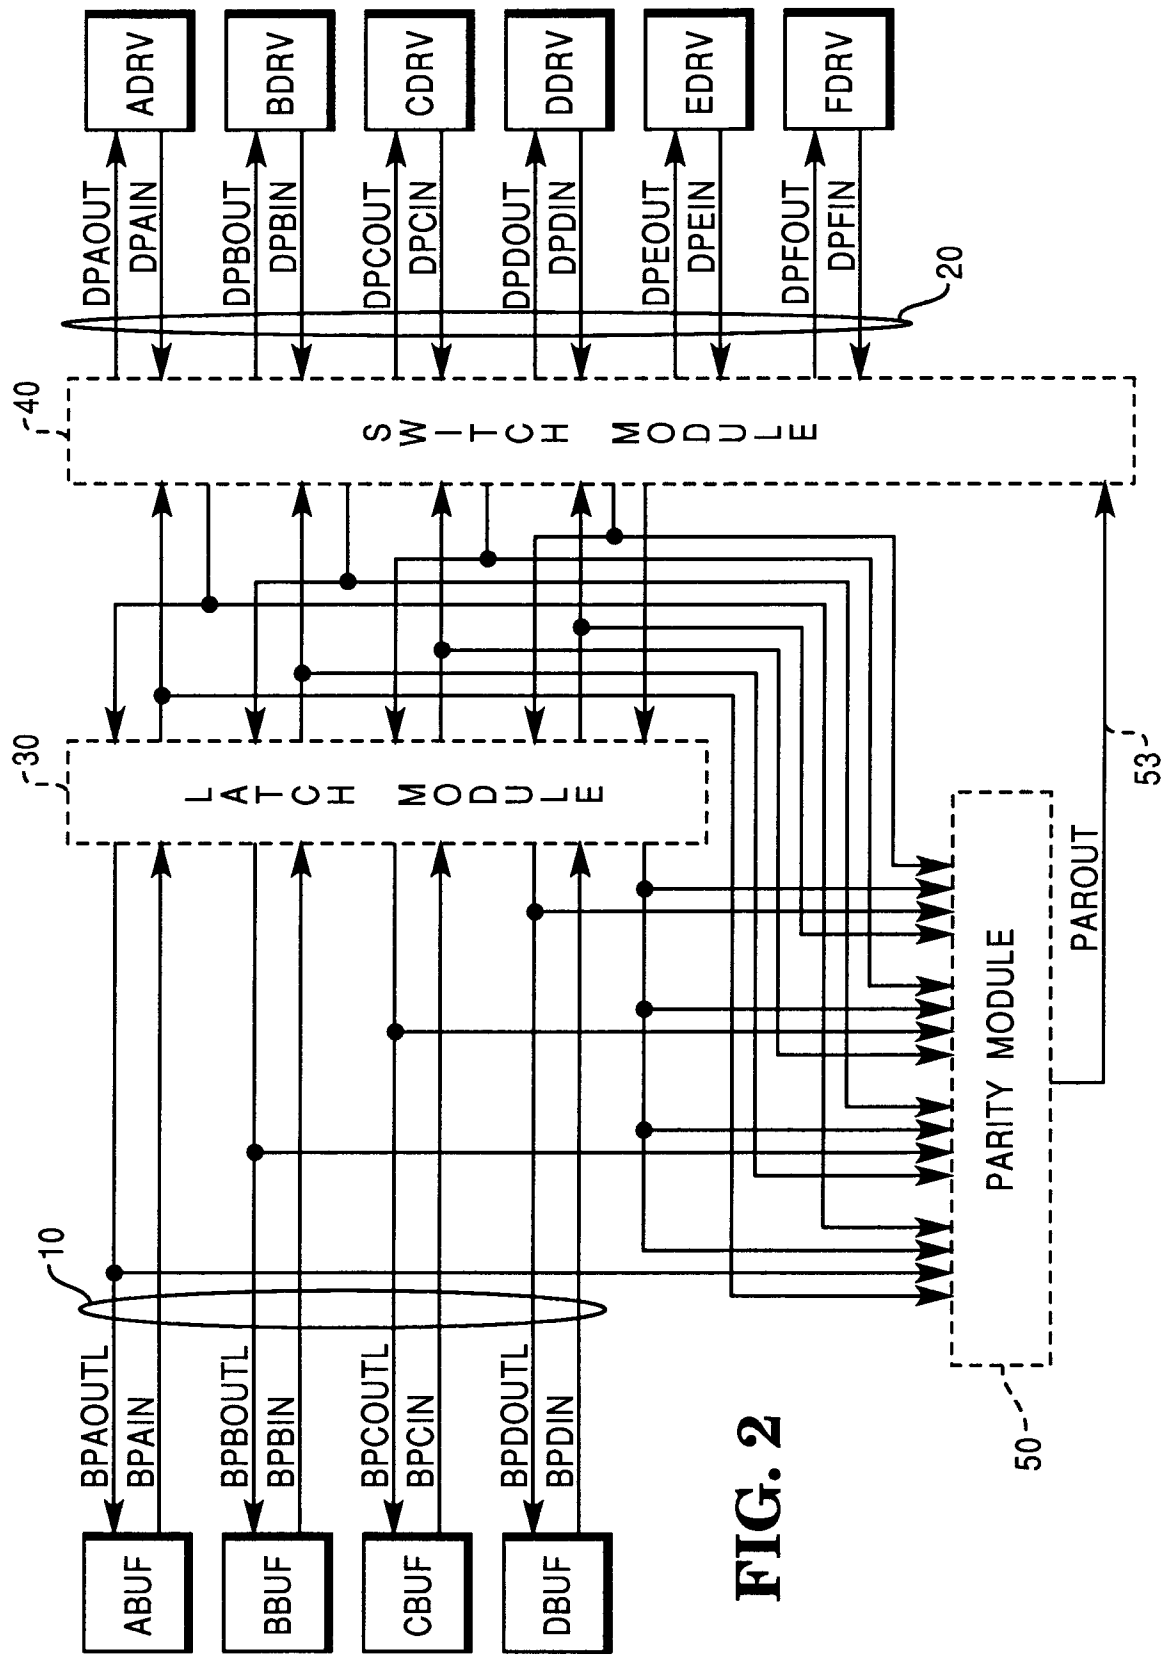 ABUF
BBUF
CBUF
DBUF
BPAOUTL
BPAIN
BPBOUTL
BPBIN
BPCOUTL
BPCIN
BPDOUTL
BPDIN
10
LATCH MODULE
30
SWITCH MODULE
40
DPAOUT
DPAIN
DPBOUT
DPBIN
DPCOUT
DPCIN
DPDOUT
DPDIN
DPEOUT
DPEIN
DPFOUT
DPFIN
20
ADRV
BDRV
CDRV
DDRV
EDRV
FDRV
PARITY MODULE
50
PAROUT
53
FIG. 2